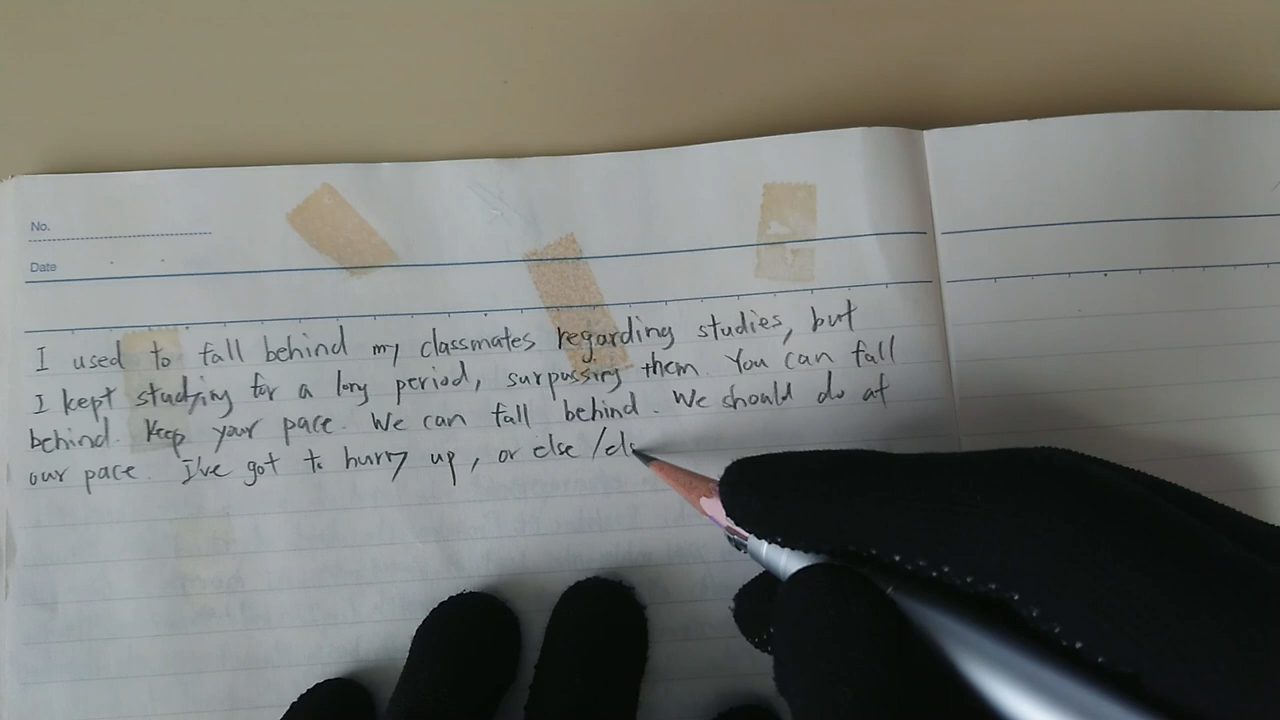 No.
Date
I used to fall behind my classmates regarding studies, but
I kept studying for a long period, surpassing them. You can fall
behind. Keep your pace. We can fall behind. We should do at
our pace. I've got to hurry up, or else /els